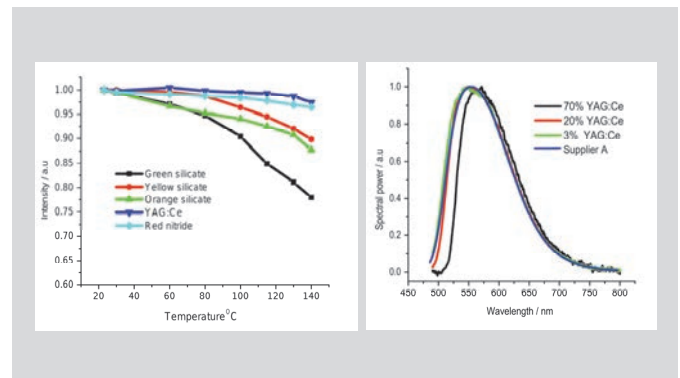 1.00
0.95
0.90
0.85
0.80
0.75
0.70
0.65
0.60
Intensity / a.u
Green silicate
Yellow silicate
Orange silicate
YAG:Ce
Red nitride
20 40 60 80 100 120 140
Temperature⁰C
1.0
0.8
0.6
0.4
0.2
0.0
Spectral power / a.u
70% YAG:Ce
20% YAG:Ce
3% YAG:Ce
Supplier A
450 500 550 600 650 700 750 800
Wavelength / nm